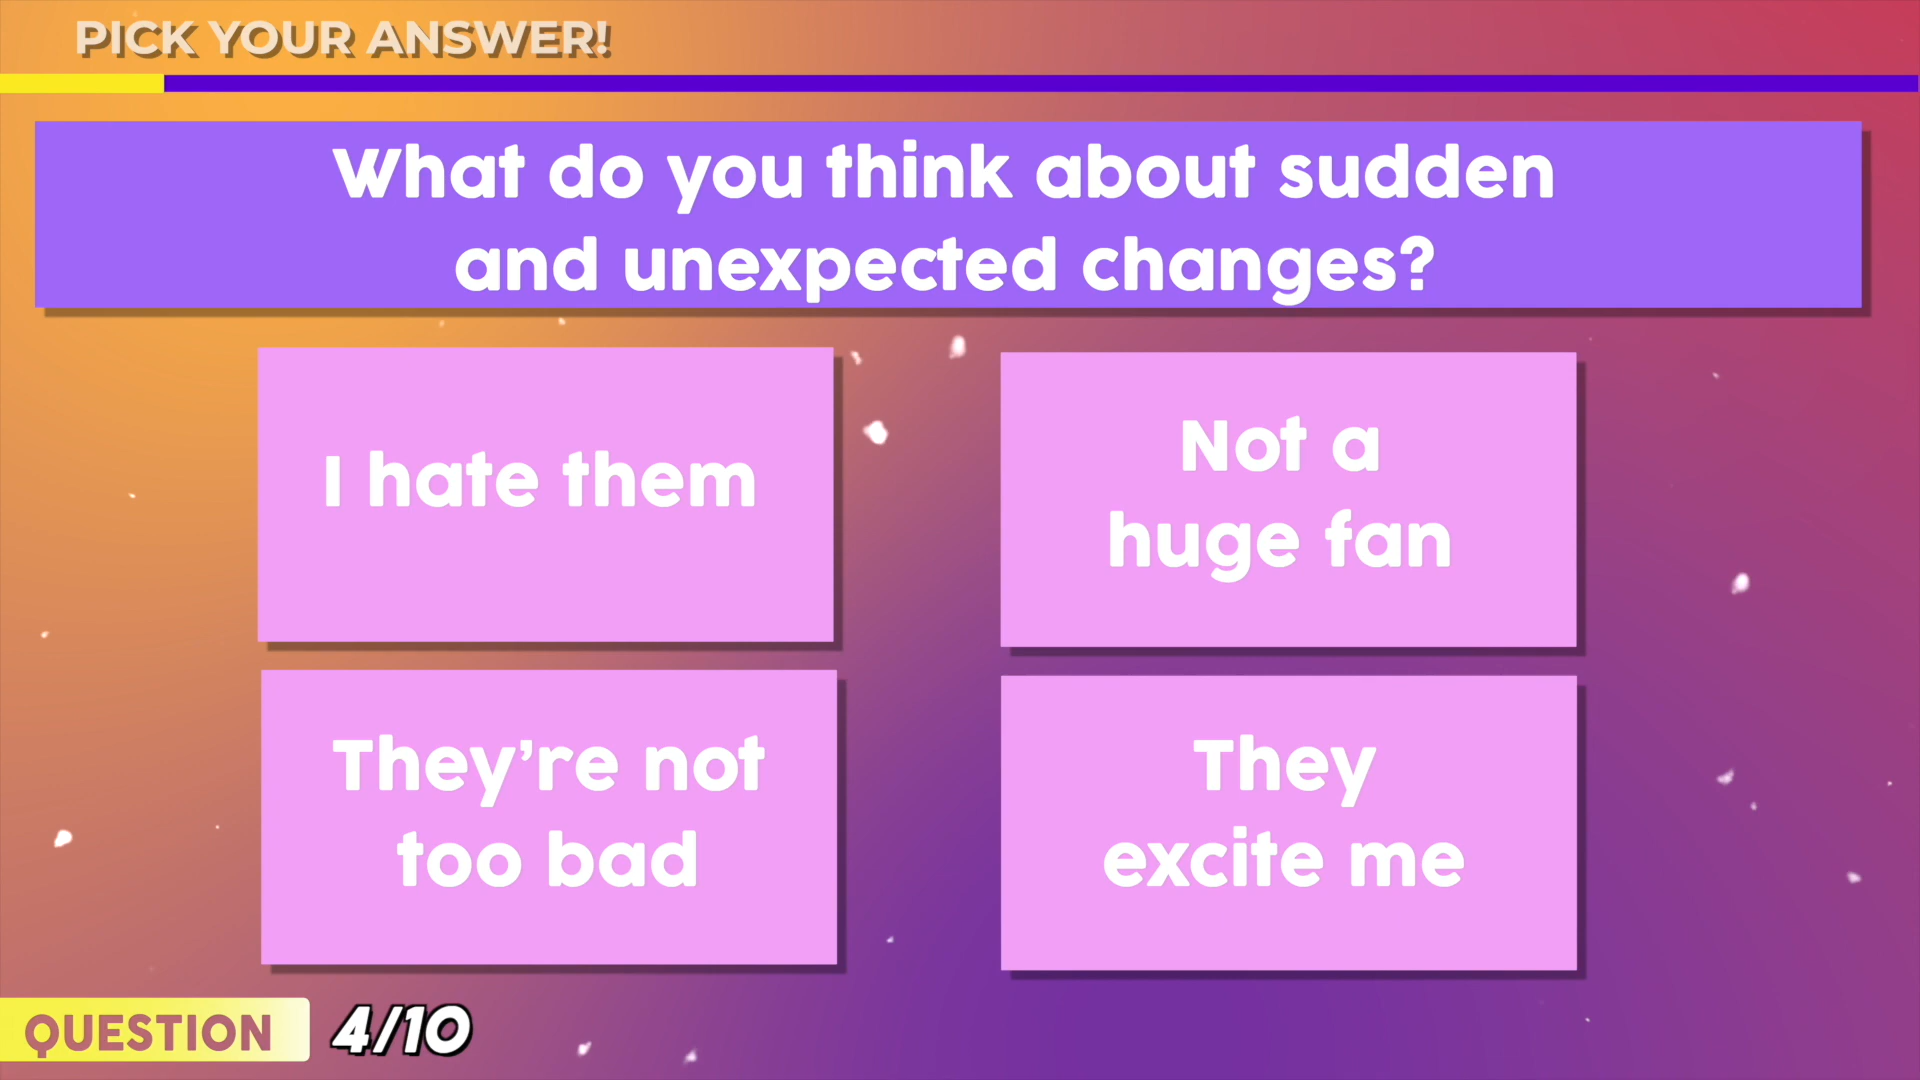 PICK YOUR ANSWER!
What do you think about sudden
and unexpected changes?
I hate them
Not a
huge fan
They're not
too bad
They
excite me
QUESTION 4/10